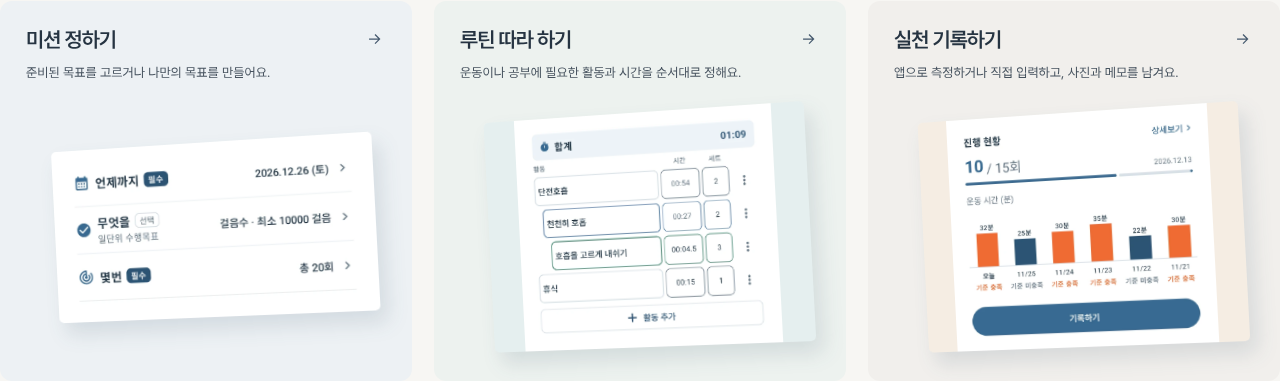 미션 정하기
준비된 목표를 고르거나 나만의 목표를 만들어요.
언제까지 필수 2026.12.26 (토)
무엇을 선택 걸음수 · 최소 10000 걸음
일단위 수행목표
몇번 필수 총 20회
루틴 따라 하기
운동이나 공부에 필요한 활동과 시간을 순서대로 정해요.
합계 01:09
활동 시간 세트
단전호흡 00:54 2
천천히 호흡 00:27 2
호흡을 고르게 내쉬기 00:04.5 3
휴식 00:15 1
+ 활동 추가
실천 기록하기
앱으로 측정하거나 직접 입력하고, 사진과 메모를 남겨요.
진행 현황 상세보기
10 / 15회 2026.12.13
운동 시간 (분)
32분 25분 30분 35분 22분 30분
오늘 11/25 11/24 11/23 11/22 11/21
기준 충족 기준 미충족 기준 충족 기준 충족 기준 미충족 기준 충족
기록하기